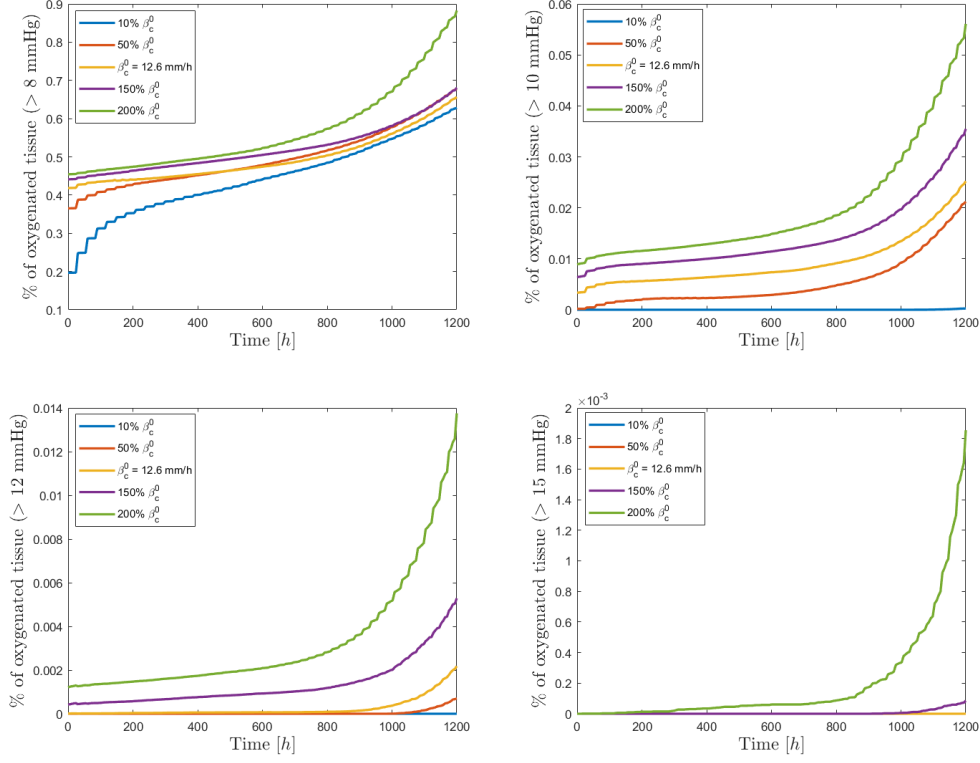 % of oxygenated tissue (> 8 mmHg)
0.9
0.8
0.7
0.6
0.5
0.4
0.3
0.2
0.1
10% β_c^0
50% β_c^0
β_c^0 = 12.6 mm/h
150% β_c^0
200% β_c^0
0 200 400 600 800 1000 1200
Time [h]
% of oxygenated tissue (> 10 mmHg)
0.06
0.05
0.04
0.03
0.02
0.01
0
10% β_c^0
50% β_c^0
β_c^0 = 12.6 mm/h
150% β_c^0
200% β_c^0
0 200 400 600 800 1000 1200
Time [h]
% of oxygenated tissue (> 12 mmHg)
0.014
0.012
0.01
0.008
0.006
0.004
0.002
0
10% β_c^0
50% β_c^0
β_c^0 = 12.6 mm/h
150% β_c^0
200% β_c^0
0 200 400 600 800 1000 1200
Time [h]
% of oxygenated tissue (> 15 mmHg)
×10^-3
2
1.8
1.6
1.4
1.2
1
0.8
0.6
0.4
0.2
0
10% β_c^0
50% β_c^0
β_c^0 = 12.6 mm/h
150% β_c^0
200% β_c^0
0 200 400 600 800 1000 1200
Time [h]